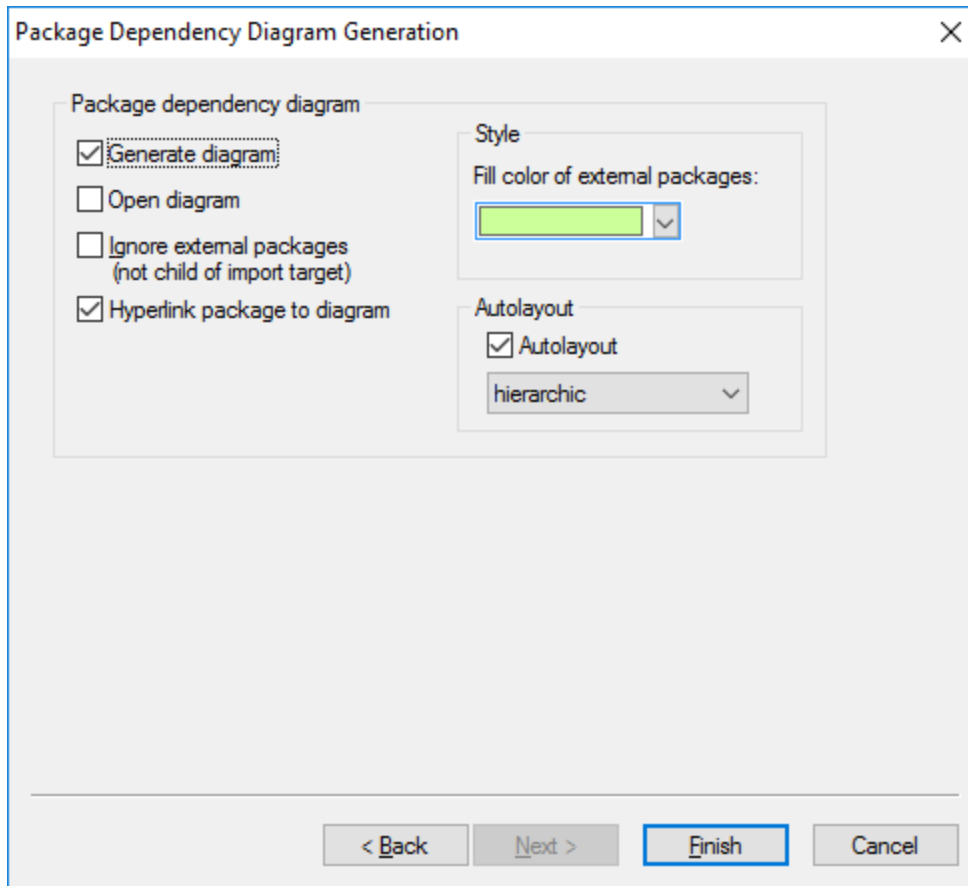 Package Dependency Diagram Generation
Package dependency diagram
Generate diagram
Open diagram
Ignore external packages
(not child of import target)
Hyperlink package to diagram
Style
Fill color of external packages:
Autolayout
Autolayout
hierarchic
< Back
Next >
Finish
Cancel